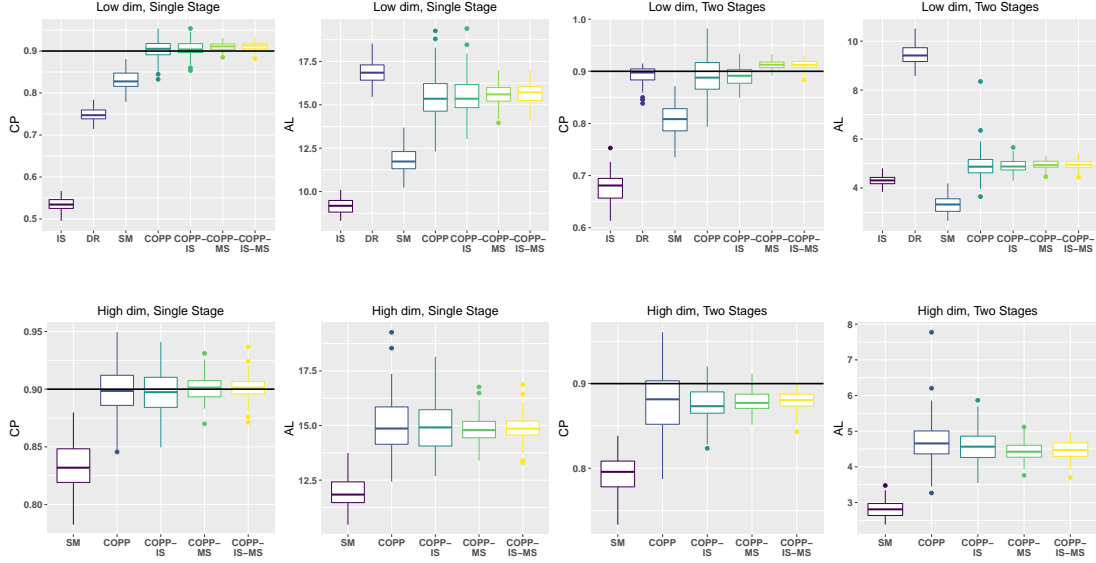 Low dim, Single Stage
CP
0.9
0.8
0.7
0.6
0.5
IS DR SM COPP COPP− COPP− COPP−
IS MS IS−MS
Low dim, Single Stage
AL
17.5
15.0
12.5
10.0
IS DR SM COPP COPP− COPP− COPP−
IS MS IS−MS
Low dim, Two Stages
CP
1.0
0.9
0.8
0.7
0.6
IS DR SM COPP COPP− COPP− COPP−
IS MS IS−MS
Low dim, Two Stages
AL
10
8
6
4
IS DR SM COPP COPP− COPP− COPP−
IS MS IS−MS
High dim, Single Stage
CP
0.95
0.90
0.85
0.80
SM COPP COPP− COPP− COPP−
IS MS IS−MS
High dim, Single Stage
AL
17.5
15.0
12.5
SM COPP COPP− COPP− COPP−
IS MS IS−MS
High dim, Two Stages
CP
0.9
0.8
SM COPP COPP− COPP− COPP−
IS MS IS−MS
High dim, Two Stages
AL
8
7
6
5
4
3
SM COPP COPP− COPP− COPP−
IS MS IS−MS